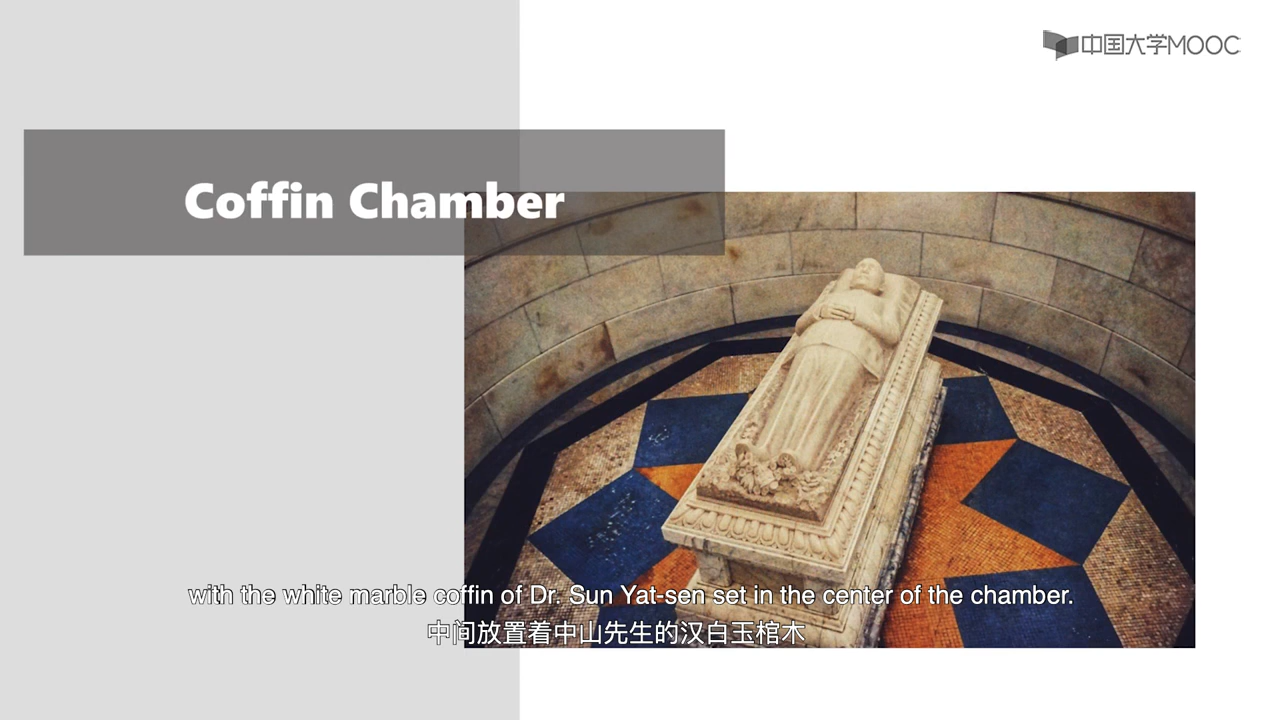 中国大学MOOC
Coffin Chamber
with the white marble coffin of Dr. Sun Yat-sen set in the center of the chamber.
中间放置着中山先生的汉白玉棺木